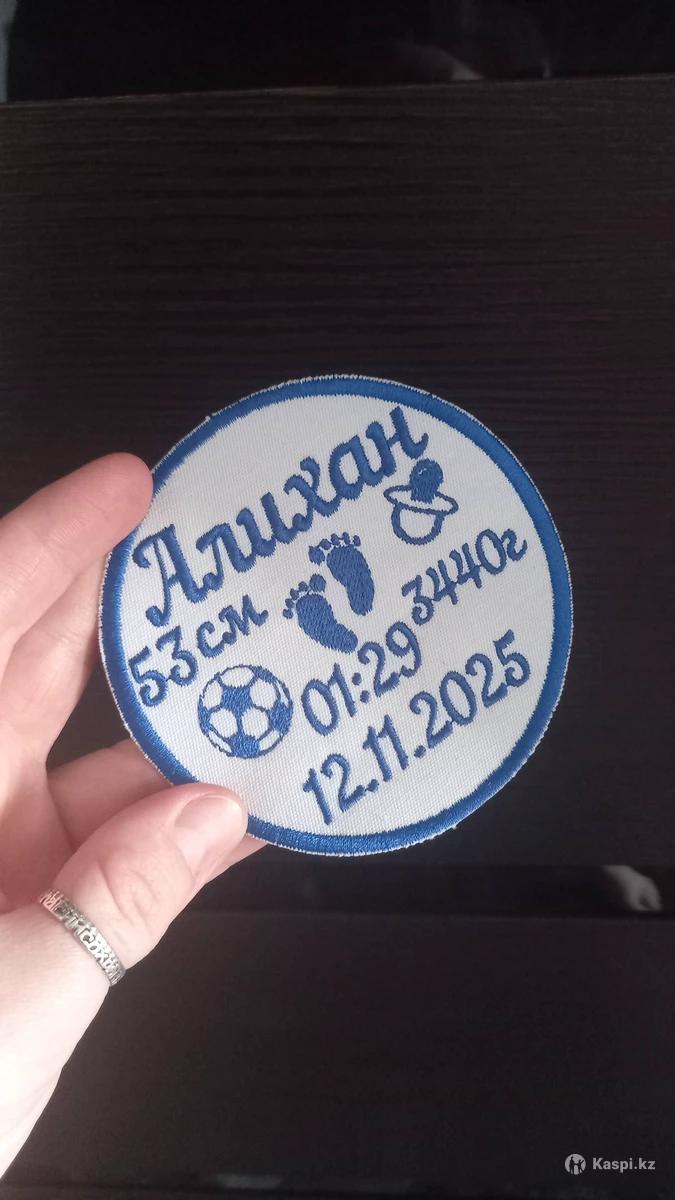 Алихан
53см
3440г
01:29
12.11.2025
Kaspi.kz